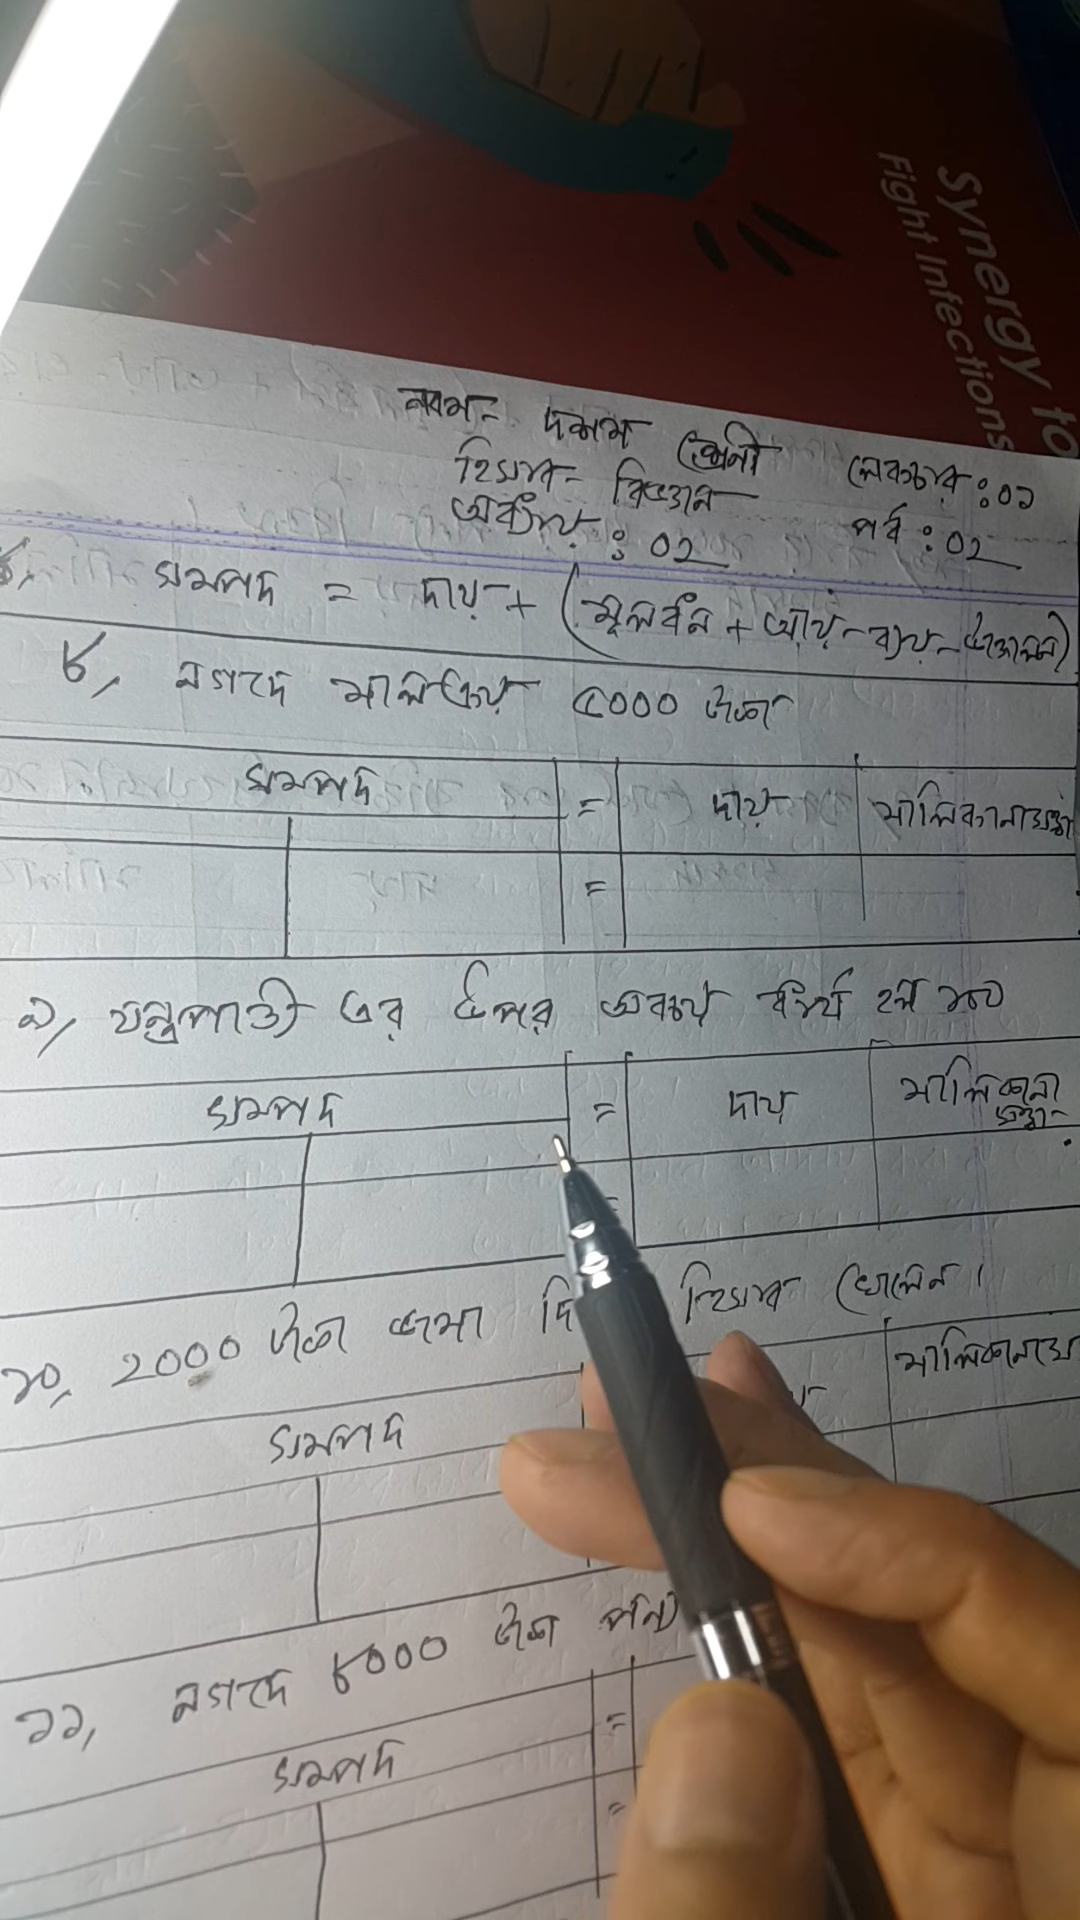 Synergy to
Fight Infections
নবম - দশম শ্রেনী লেকচার : ০১
হিসাব - বিজ্ঞান পর্ব : ০২
অধ্যায় : ০২
সম্পদ = দায় + (মূলধন + আয় - ব্যয় - উত্তোলন)
৮, নগদে মালক্রয় ৫০০০ টাকা
সম্পদ = দায় মালিকানাস্বত্ব
=
৯, যন্ত্রপাতী এর উপর অবচয় ধার্য হল ১০০
সম্পদ = দায় মালিকানা স্বত্ব
১০, ২০০০ টাকা জমা হিসাব খোলেন।
সম্পদ
১১, নগদে ৮০০০ টাকা
সম্পদ =
=